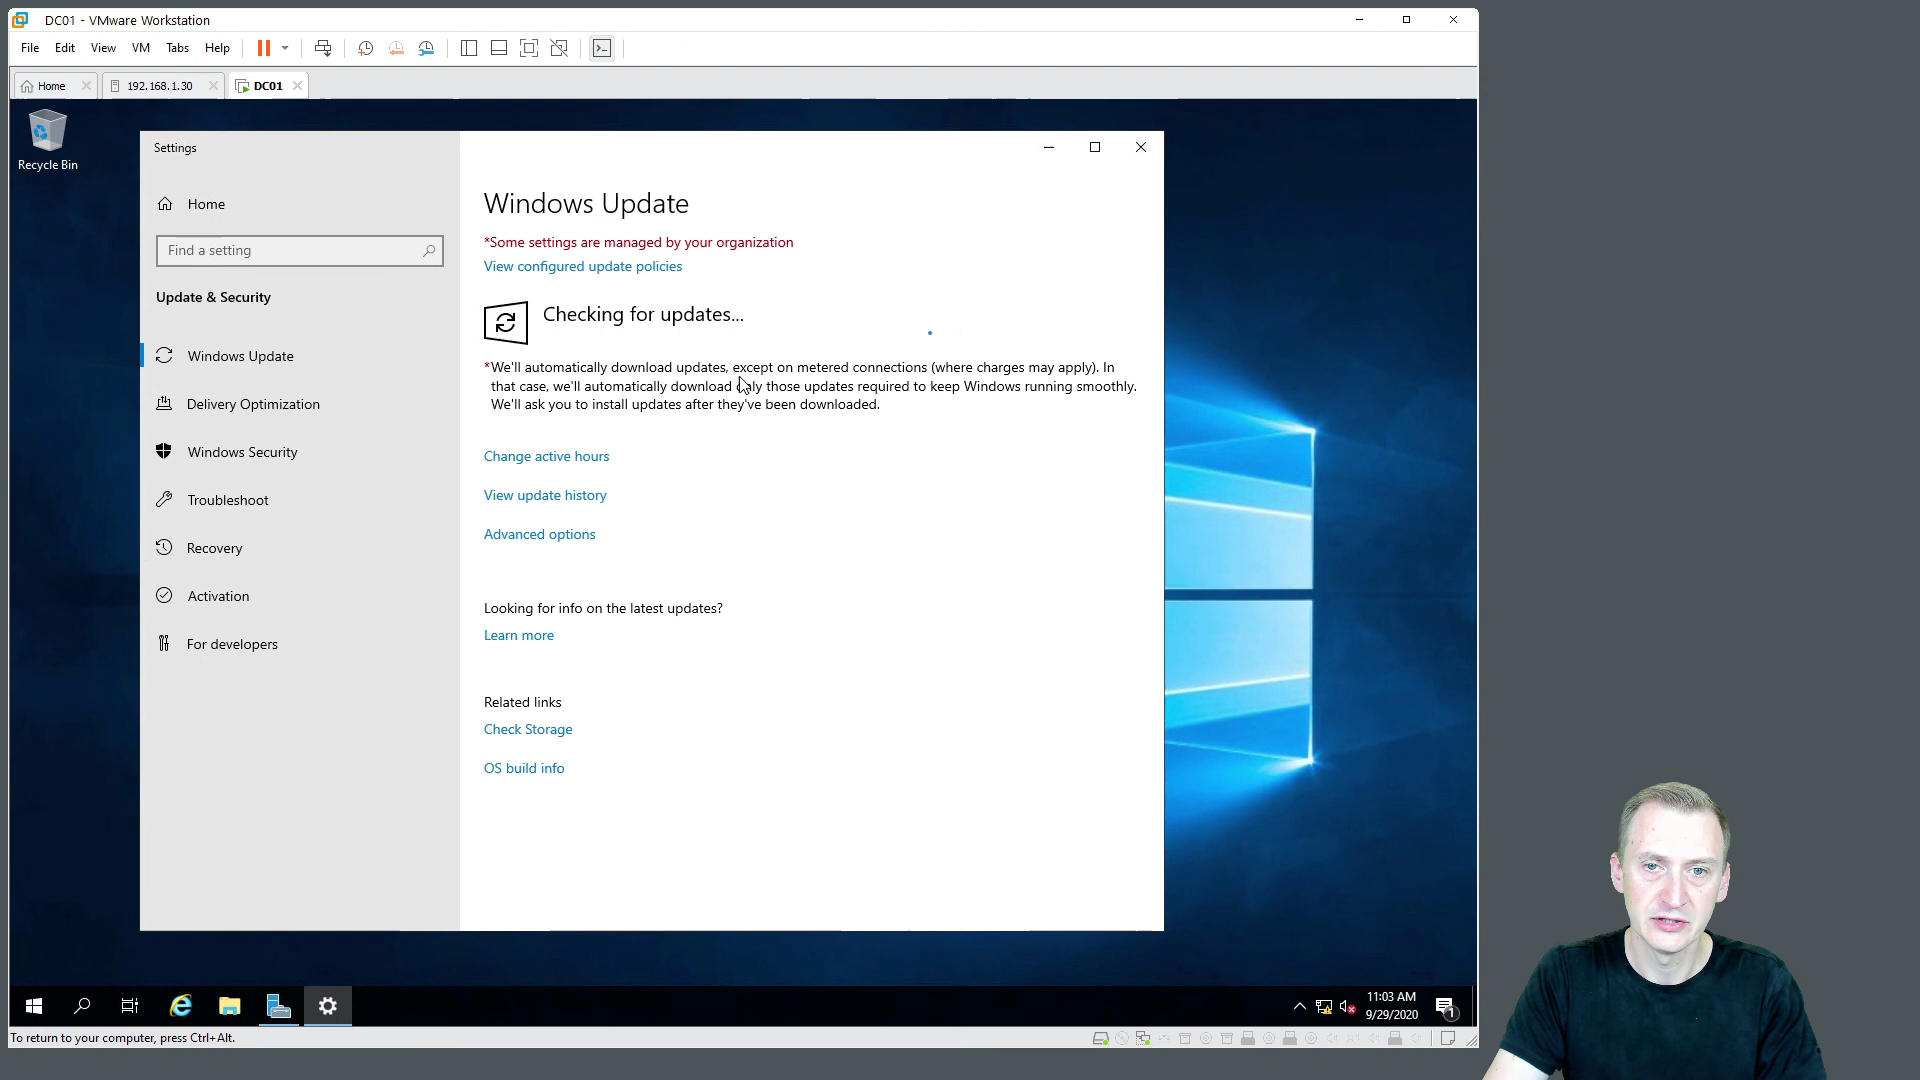 DC01 - VMware Workstation
File Edit View VM Tabs Help
Home 192.168.1.30 DC01
Recycle Bin
Settings
Home
Find a setting
Update & Security
Windows Update
Delivery Optimization
Windows Security
Troubleshoot
Recovery
Activation
For developers
Windows Update
*Some settings are managed by your organization
View configured update policies
Checking for updates...
*We'll automatically download updates, except on metered connections (where charges may apply). In
that case, we'll automatically download only those updates required to keep Windows running smoothly.
We'll ask you to install updates after they've been downloaded.
Change active hours
View update history
Advanced options
Looking for info on the latest updates?
Learn more
Related links
Check Storage
OS build info
11:03 AM
9/29/2020
1
To return to your computer, press Ctrl+Alt.